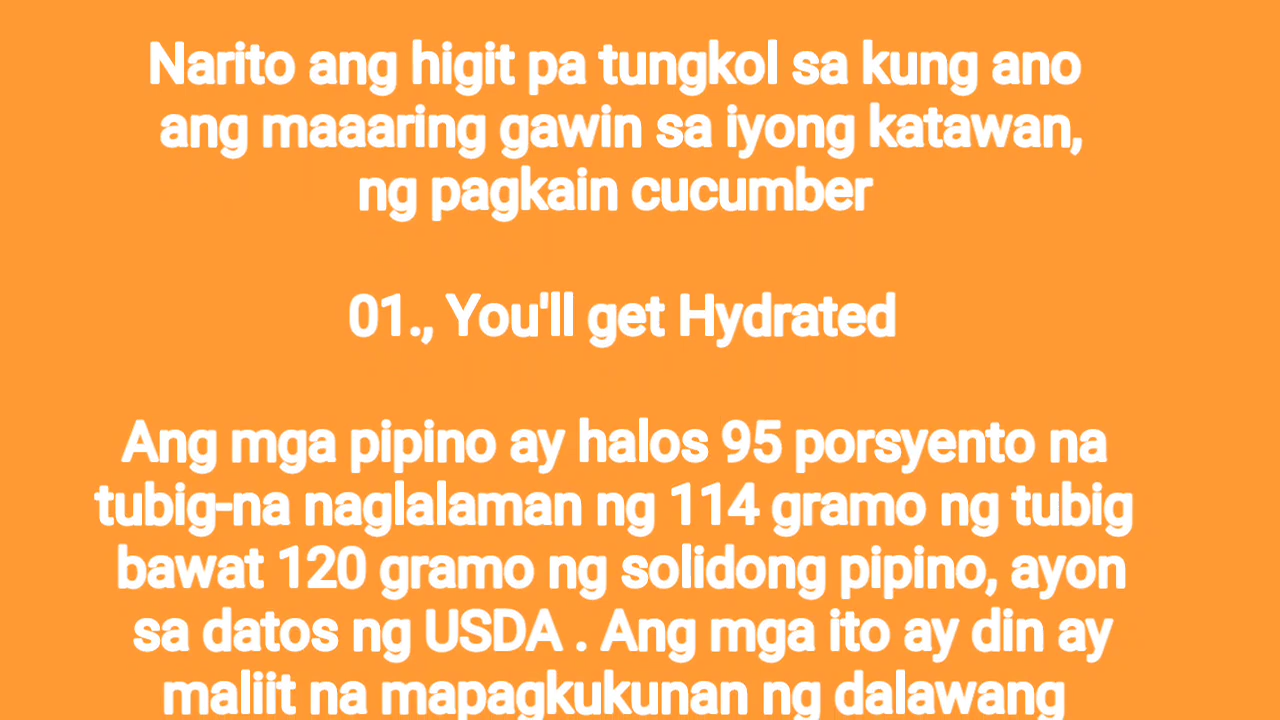 Narito ang higit pa tungkol sa kung ano
ang maaaring gawin sa iyong katawan,
ng pagkain cucumber
01., You'll get Hydrated
Ang mga pipino ay halos 95 porsyento na
tubig-na naglalaman ng 114 gramo ng tubig
bawat 120 gramo ng solidong pipino, ayon
sa datos ng USDA . Ang mga ito ay din ay
maliit na mapagkukunan ng dalawang